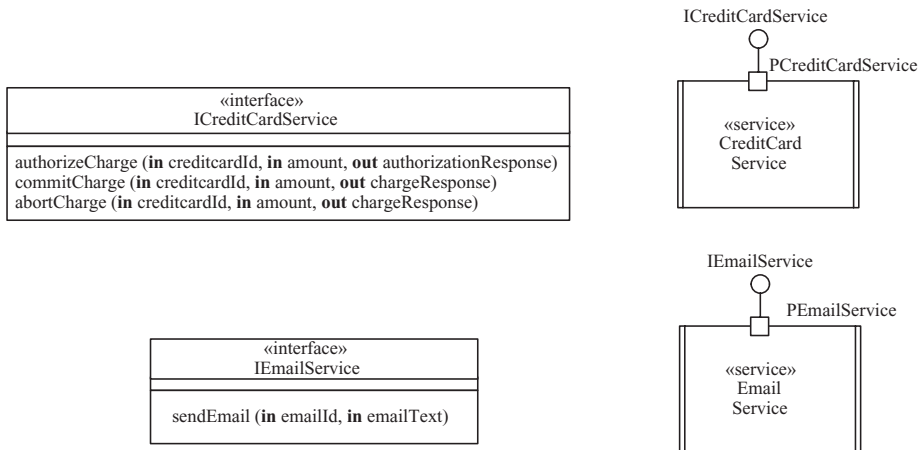 ICreditCardService
PCreditCardService
«interface»
ICreditCardService
authorizeCharge (in creditcardId, in amount, out authorizationResponse)
commitCharge (in creditcardId, in amount, out chargeResponse)
abortCharge (in creditcardId, in amount, out chargeResponse)
«service»
CreditCard
Service
IEmailService
PEmailService
«interface»
IEmailService
sendEmail (in emailId, in emailText)
«service»
Email
Service